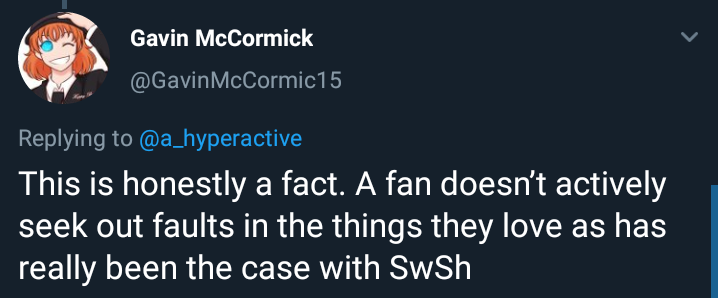 Gavin McCormick
@GavinMcCormic15
Replying to @a_hyperactive
This is honestly a fact. A fan doesn’t actively
seek out faults in the things they love as has
really been the case with SwSh